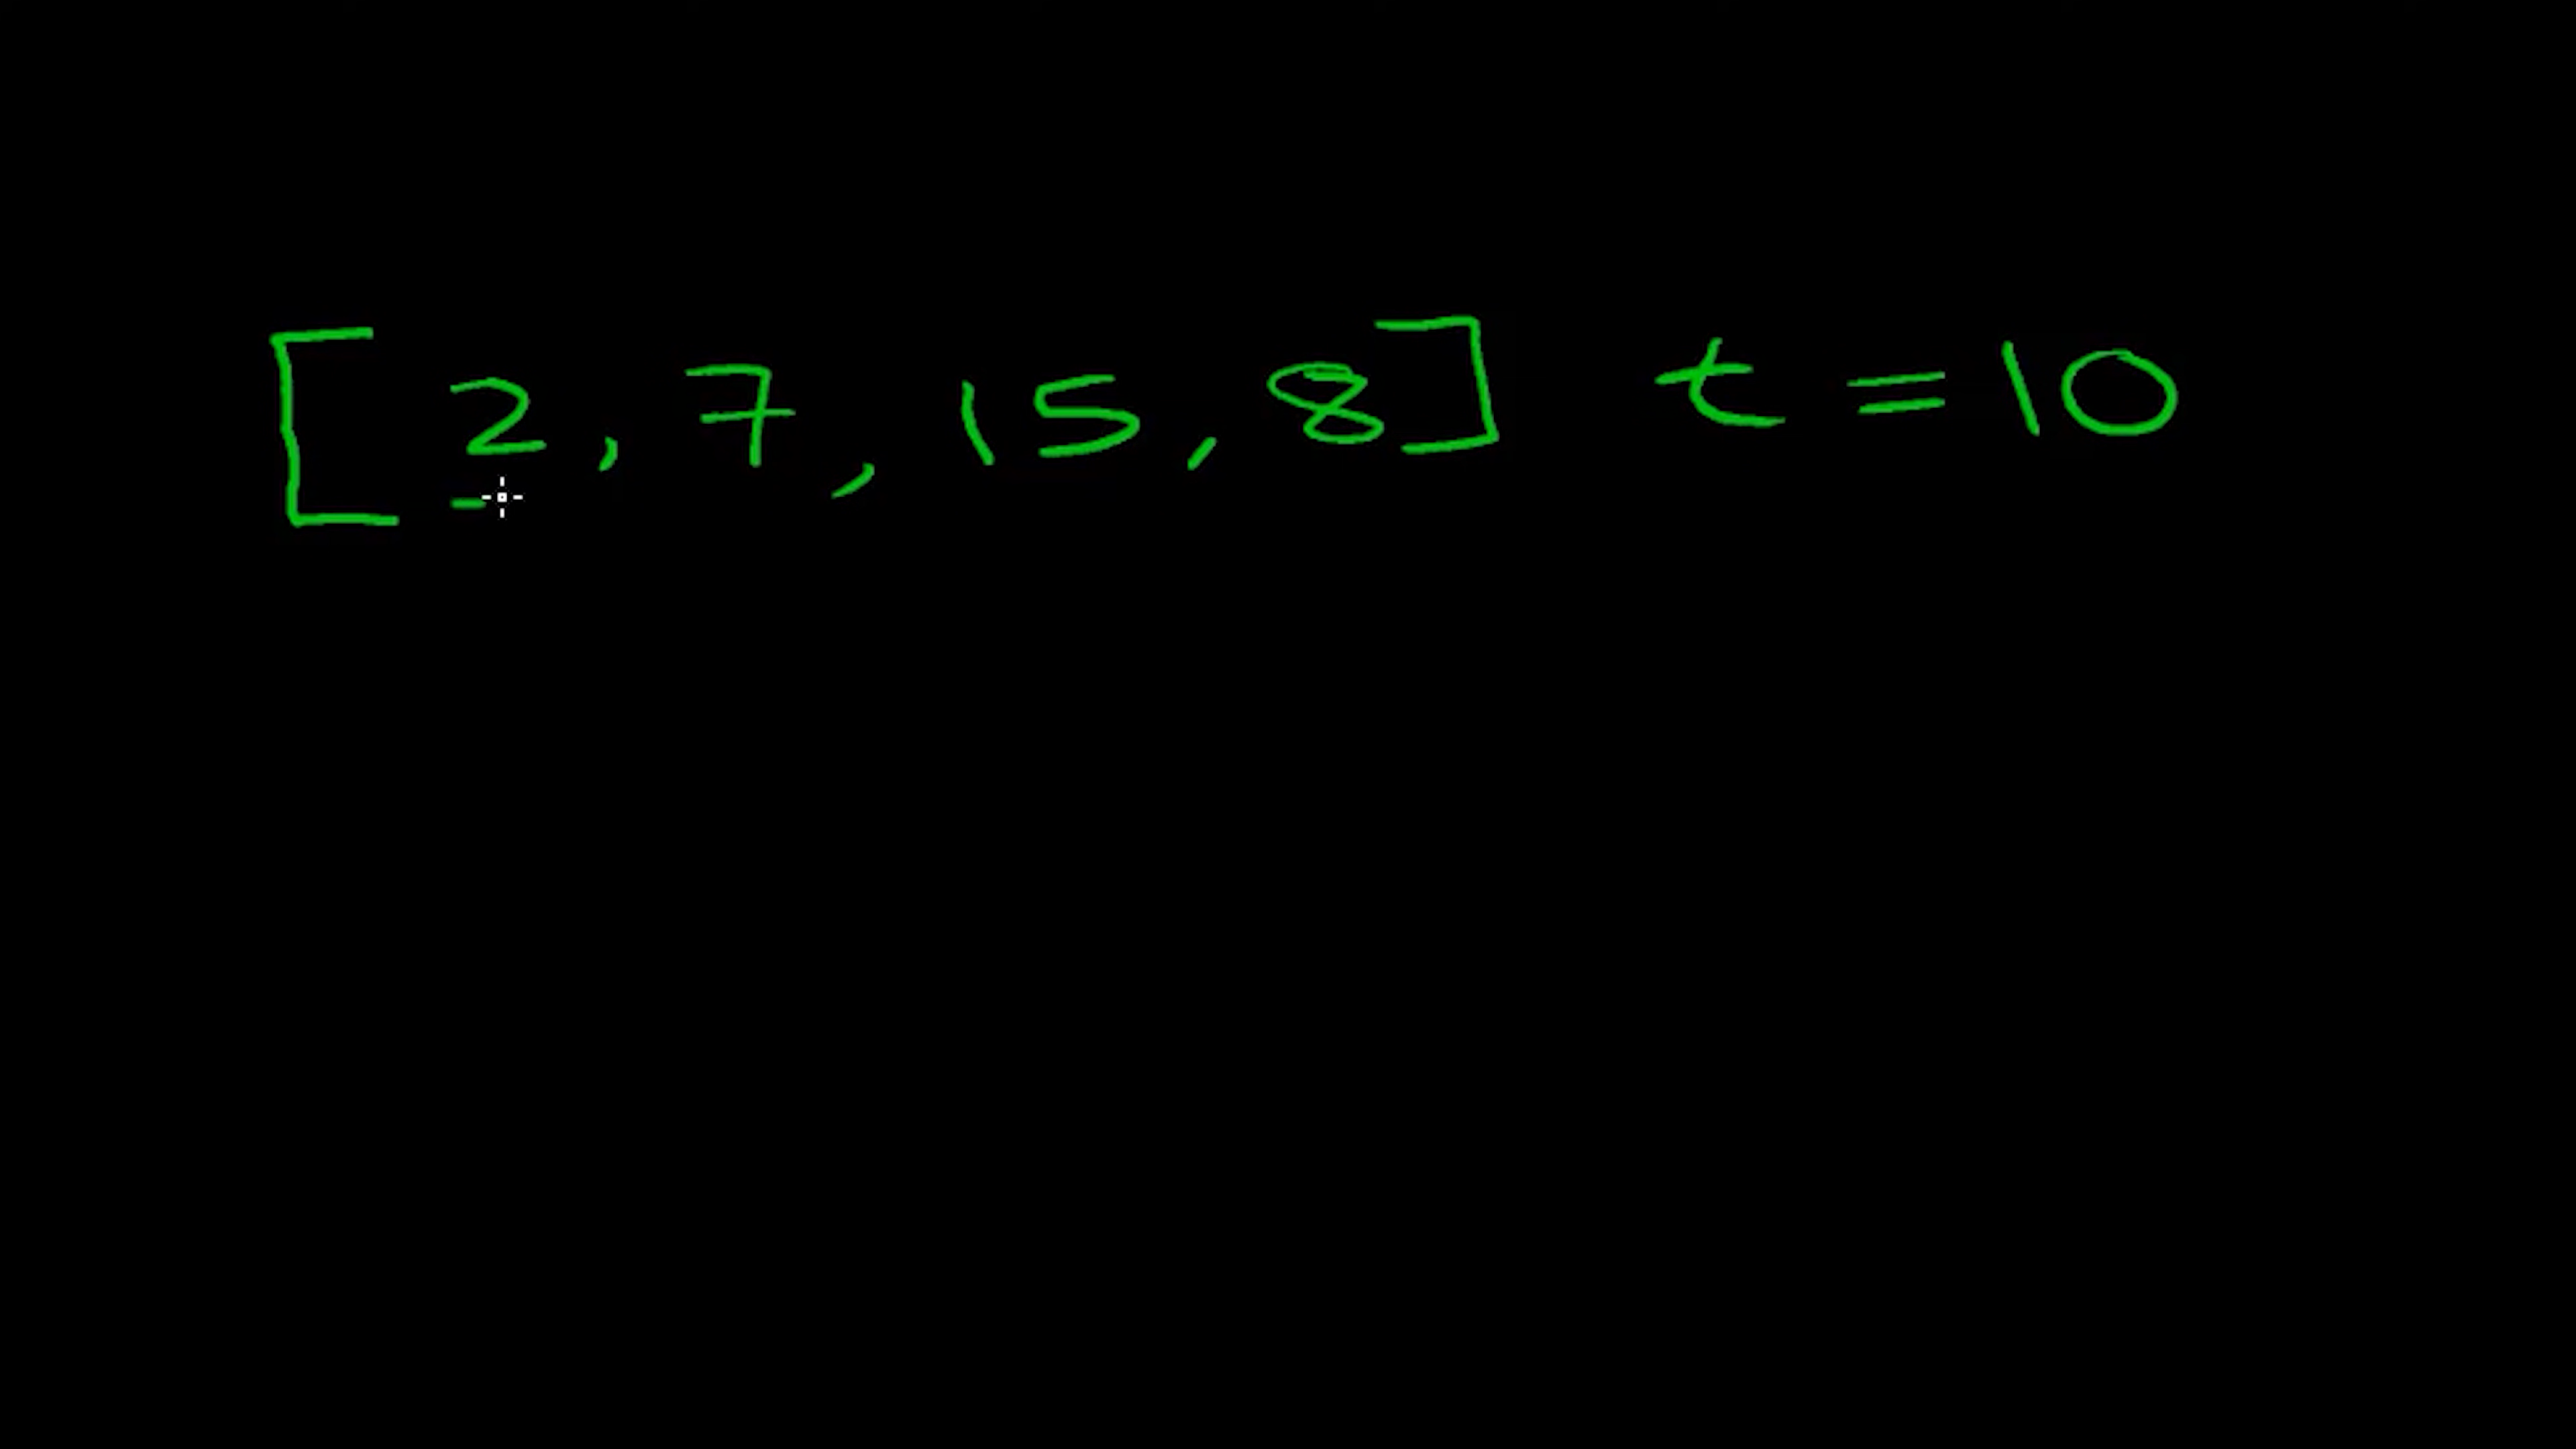 [ 2, 7, 15, 8] t = 10